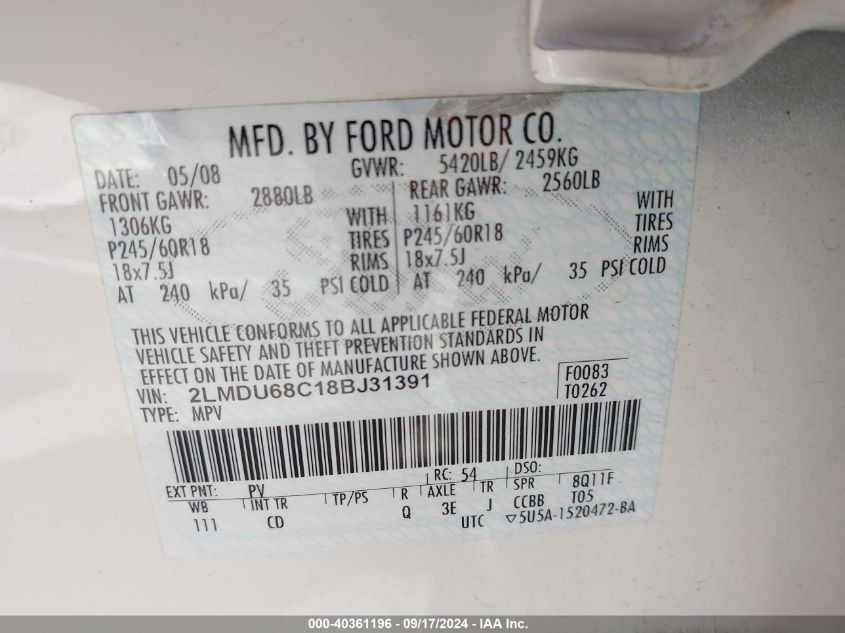 MFD. BY FORD MOTOR CO.
DATE: 05/08 GVWR: 5420LB/ 2459KG
FRONT GAWR: 2880LB REAR GAWR: 2560LB
1306KG WITH 1161KG WITH
P245/60R18 TIRES P245/60R18 TIRES
18x7.5J RIMS 18x7.5J RIMS
AT 240 kPa/ 35 PSI COLD AT 240 kPa/ 35 PSI COLD
THIS VEHICLE CONFORMS TO ALL APPLICABLE FEDERAL MOTOR
VEHICLE SAFETY AND THEFT PREVENTION STANDARDS IN
EFFECT ON THE DATE OF MANUFACTURE SHOWN ABOVE.
VIN: 2LMDU68C18BJ31391 F0083
TYPE: MPV T0262
EXT PNT: PV RC: 54 DSO:
WB INT TR TP/PS R AXLE TR SPR 8Q11F
111 CD Q 3E J CCBB T05
UTC ▽5U5A-1520472-BA
000-40361196 - 09/17/2024 - IAA Inc.